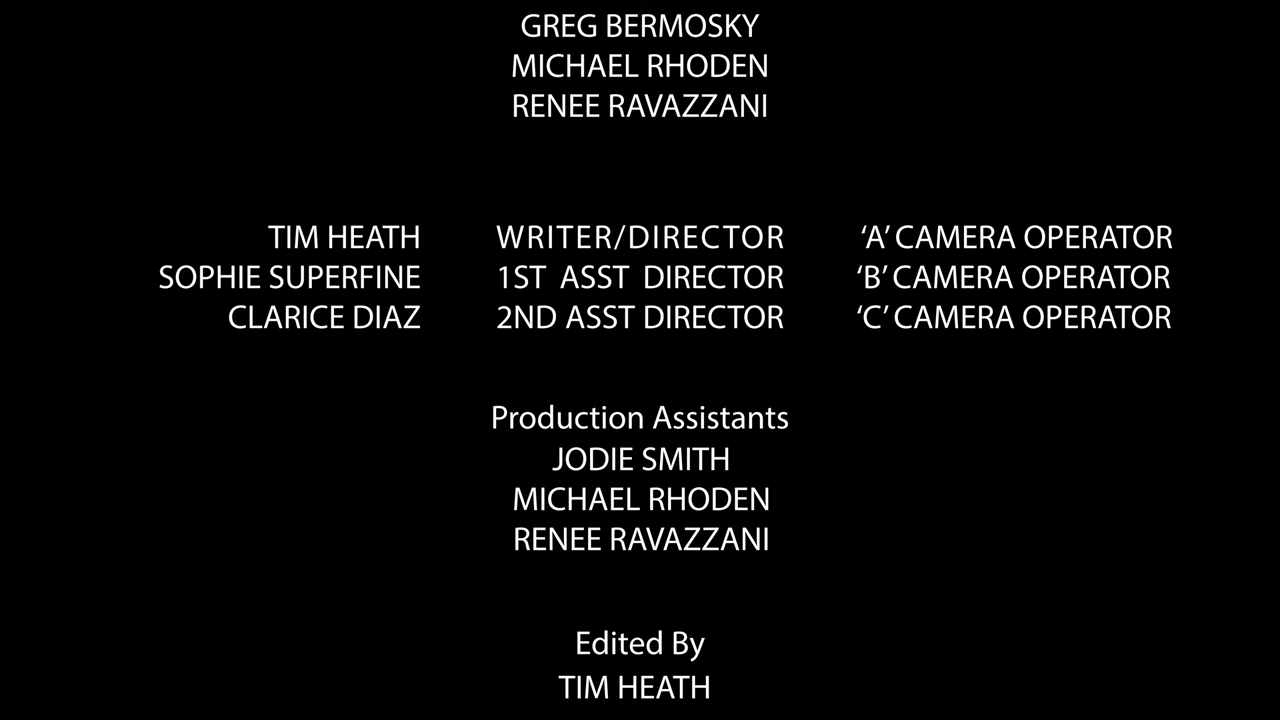 GREG BERMOSKY
MICHAEL RHODEN
RENEE RAVAZZANI
TIM HEATH WRITER/DIRECTOR ‘A’ CAMERA OPERATOR
SOPHIE SUPERFINE 1ST ASST DIRECTOR ‘B’ CAMERA OPERATOR
CLARICE DIAZ 2ND ASST DIRECTOR ‘C’ CAMERA OPERATOR
Production Assistants
JODIE SMITH
MICHAEL RHODEN
RENEE RAVAZZANI
Edited By
TIM HEATH